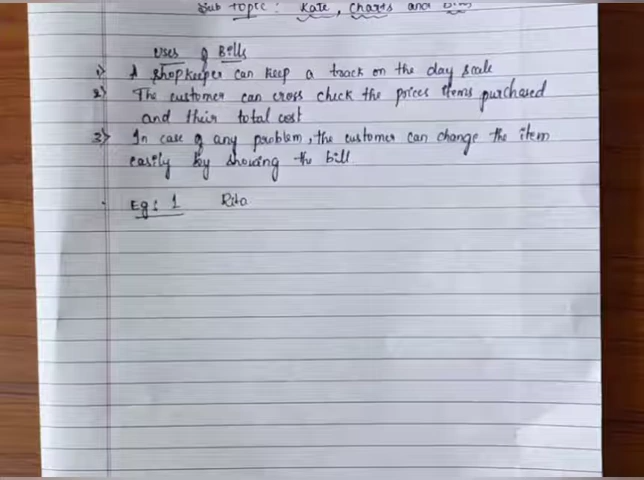 Sub Topic : Rate, Charts and Bills
Uses of Bills
1) A shopkeeper can keep a track on the day scale
2) The customer can cross check the prices items purchased
and their total cost
3) In case of any problem, the customer can change the item
easily by showing the bill
Eg: 1 Rita